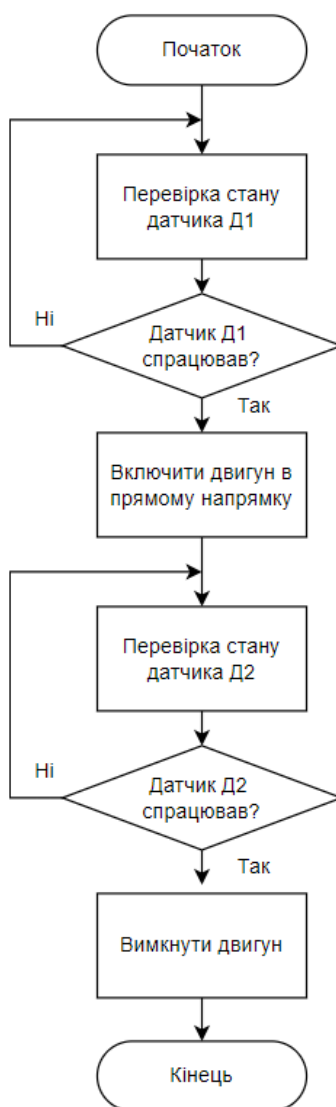 Початок
Перевірка стану
датчика Д1
Ні
Датчик Д1
спрацював?
Так
Включити двигун в
прямому напрямку
Перевірка стану
датчика Д2
Ні
Датчик Д2
спрацював?
Так
Вимкнути двигун
Кінець